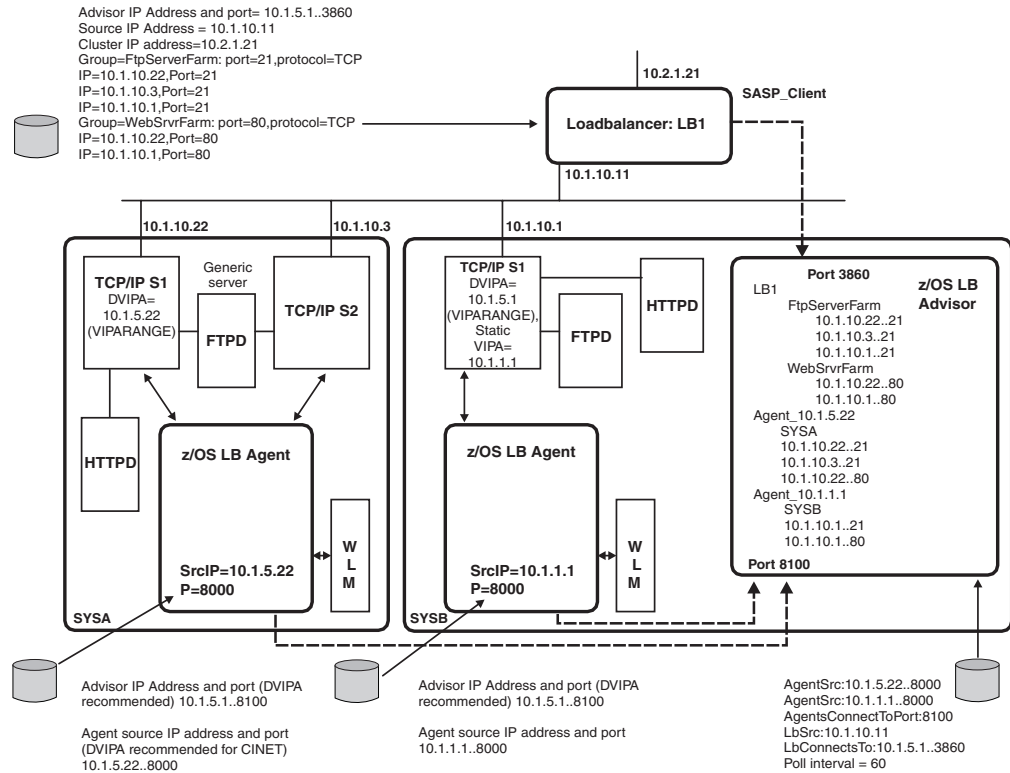 Advisor IP Address and port= 10.1.5.1..3860
Source IP Address = 10.1.10.11
Cluster IP address=10.2.1.21
Group=FtpServerFarm: port=21,protocol=TCP
IP=10.1.10.22,Port=21
IP=10.1.10.3,Port=21
IP=10.1.10.1,Port=21
Group=WebSrvrFarm: port=80,protocol=TCP
IP=10.1.10.22,Port=80
IP=10.1.10.1,Port=80
10.2.1.21
SASP_Client
Loadbalancer: LB1
10.1.10.11
10.1.10.22
10.1.10.3
10.1.10.1
TCP/IP S1
DVIPA=
10.1.5.22
(VIPARANGE)
Generic
server
FTPD
TCP/IP S2
HTTPD
z/OS LB Agent
SrcIP=10.1.5.22
P=8000
W
L
M
SYSA
TCP/IP S1
DVIPA=
10.1.5.1
(VIPARANGE),
Static
VIPA=
10.1.1.1
FTPD
HTTPD
z/OS LB Agent
SrcIP=10.1.1.1
P=8000
W
L
M
SYSB
Port 3860
z/OS LB
Advisor
LB1
FtpServerFarm
10.1.10.22..21
10.1.10.3..21
10.1.10.1..21
WebSrvrFarm
10.1.10.22..80
10.1.10.1..80
Agent_10.1.5.22
SYSA
10.1.10.22..21
10.1.10.3..21
10.1.10.22..80
Agent_10.1.1.1
SYSB
10.1.10.1..21
10.1.10.1..80
Port 8100
Advisor IP Address and port (DVIPA
recommended) 10.1.5.1..8100
Agent source IP address and port
(DVIPA recommended for CINET)
10.1.5.22..8000
Advisor IP Address and port (DVIPA
recommended) 10.1.5.1..8100
Agent source IP address and port
10.1.1.1..8000
AgentSrc:10.1.5.22..8000
AgentSrc:10.1.1.1..8000
AgentsConnectToPort:8100
LbSrc:10.1.10.11
LbConnectsTo:10.1.5.1..3860
Poll interval = 60